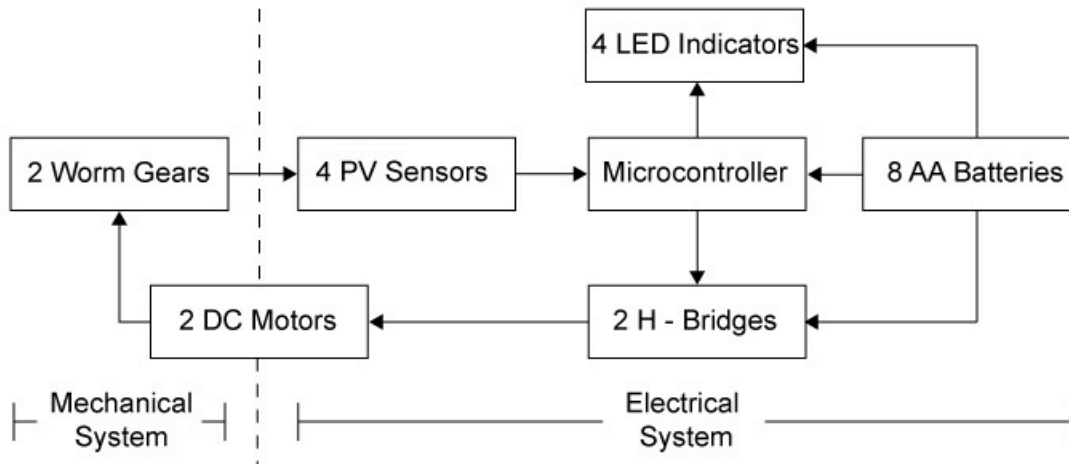 4 LED Indicators
2 Worm Gears
4 PV Sensors
Microcontroller
8 AA Batteries
2 DC Motors
2 H - Bridges
Mechanical
System
Electrical
System